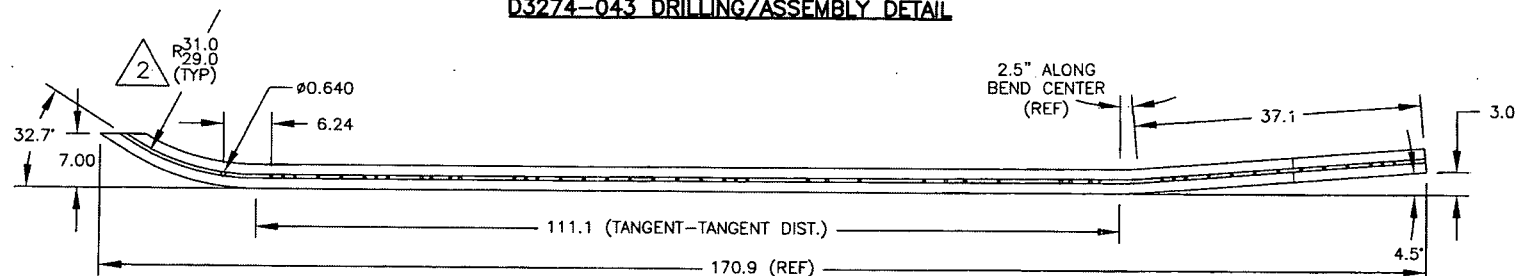 D3274-043 DRILLING/ASSEMBLY DETAIL
2
R31.0
29.0
(TYP)
ø0.640
6.24
32.7°
7.00
2.5" ALONG
BEND CENTER
(REF)
37.1
3.0
111.1 (TANGENT-TANGENT DIST.)
4.5°
170.9 (REF)